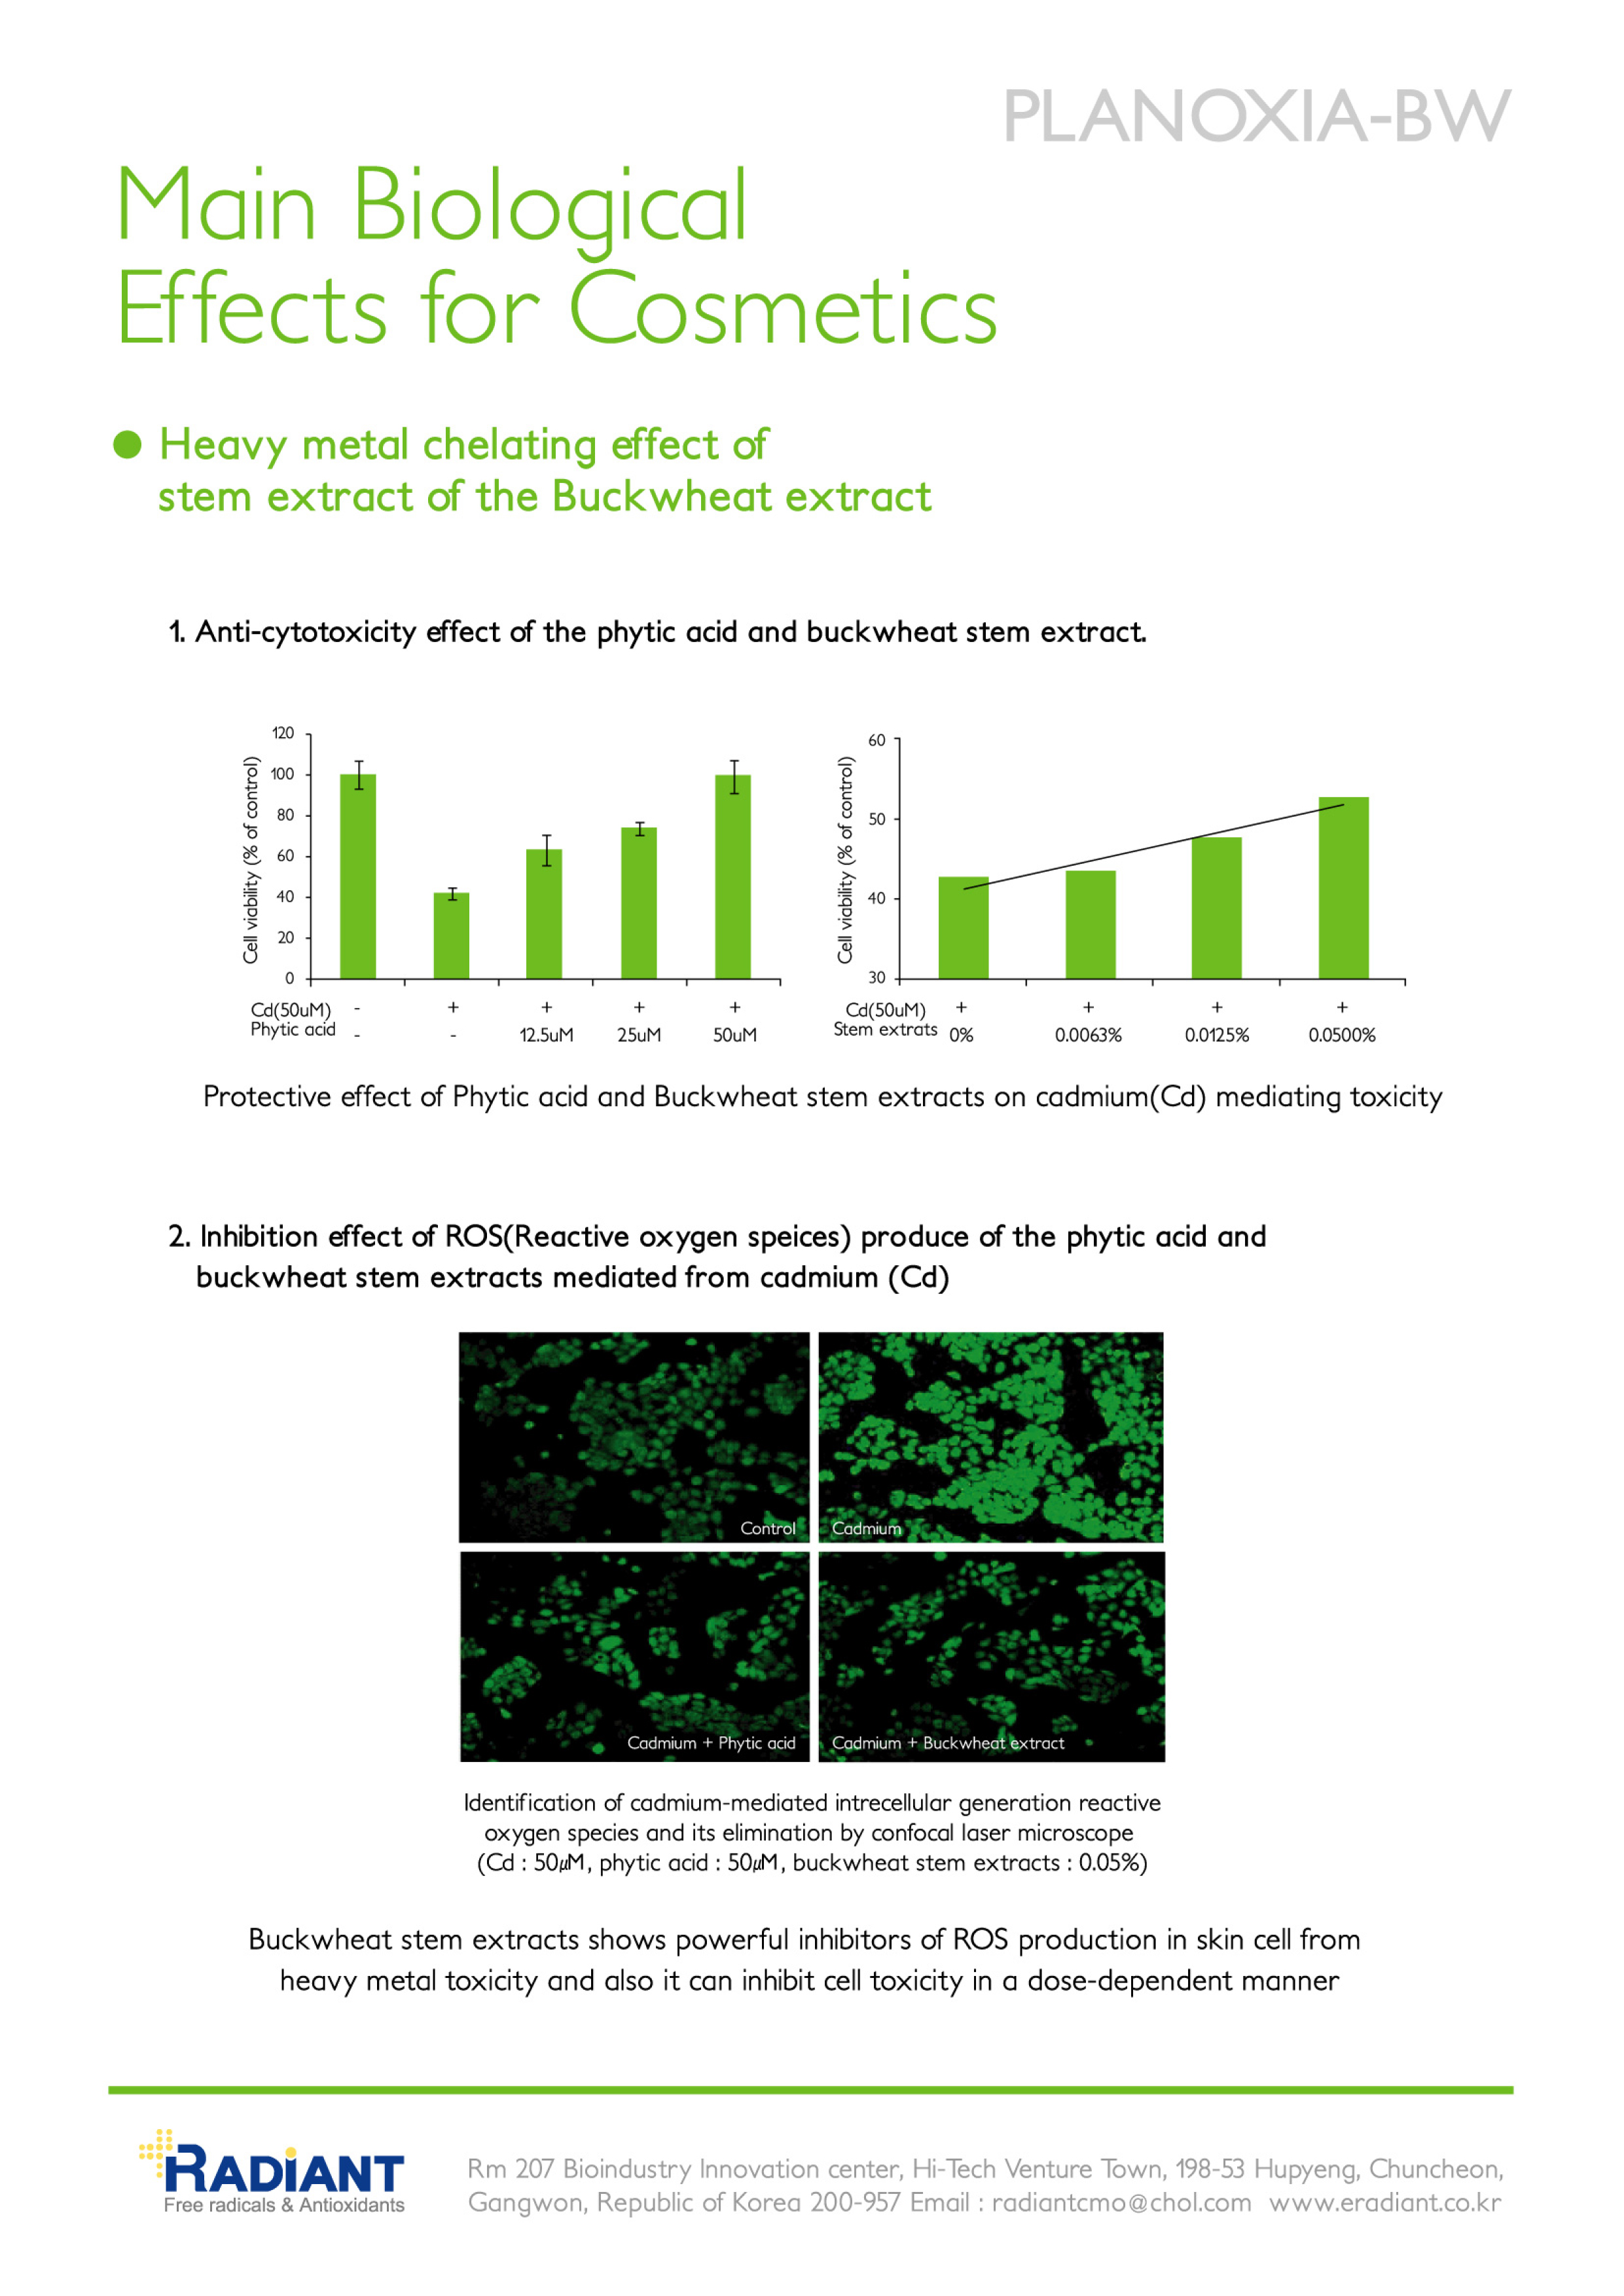 PLANOXIA-BW
Main Biological
Effects for Cosmetics
● Heavy metal chelating effect of
stem extract of the Buckwheat extract
1. Anti-cytotoxicity effect of the phytic acid and buckwheat stem extract.
Cell viability (% of control)
120
100
80
60
40
20
0
Cd(50uM) - + + + +
Phytic acid - - 12.5uM 25uM 50uM
Cell viability (% of control)
60
50
40
30
Cd(50uM) + + + +
Stem extrats 0% 0.0063% 0.0125% 0.0500%
Protective effect of Phytic acid and Buckwheat stem extracts on cadmium(Cd) mediating toxicity
2. Inhibition effect of ROS(Reactive oxygen speices) produce of the phytic acid and
buckwheat stem extracts mediated from cadmium (Cd)
Control
Cadmium
Cadmium + Phytic acid
Cadmium + Buckwheat extract
Identification of cadmium-mediated intrecellular generation reactive
oxygen species and its elimination by confocal laser microscope
(Cd : 50µM, phytic acid : 50µM, buckwheat stem extracts : 0.05%)
Buckwheat stem extracts shows powerful inhibitors of ROS production in skin cell from
heavy metal toxicity and also it can inhibit cell toxicity in a dose-dependent manner
RADiANT
Free radicals & Antioxidants
Rm 207 Bioindustry Innovation center, Hi-Tech Venture Town, 198-53 Hupyeng, Chuncheon,
Gangwon, Republic of Korea 200-957 Email : radiantcmo@chol.com www.eradiant.co.kr